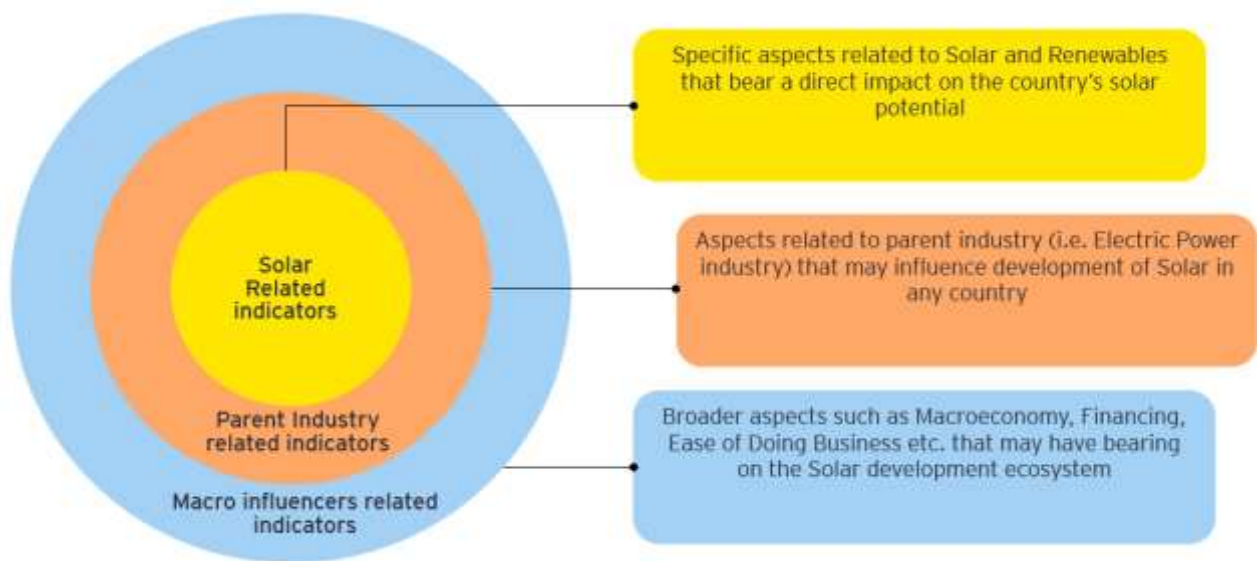 Specific aspects related to Solar and Renewables
that bear a direct impact on the country's solar
potential
Solar
Related
indicators
Aspects related to parent industry (i.e. Electric Power
industry) that may influence development of Solar in
any country
Parent Industry
related indicators
Broader aspects such as Macroeconomy, Financing,
Ease of Doing Business etc. that may have bearing
on the Solar development ecosystem
Macro influencers related
indicators